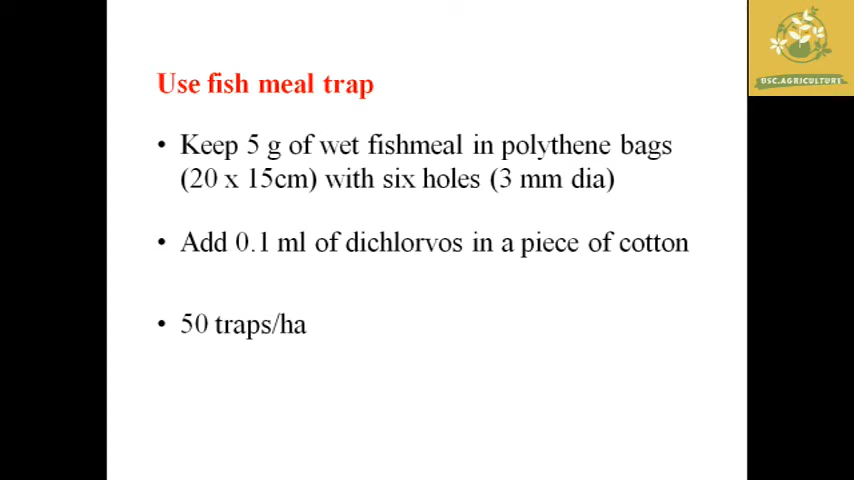 BSC.AGRICULTURE
Use fish meal trap
• Keep 5 g of wet fishmeal in polythene bags
(20 x 15cm) with six holes (3 mm dia)
• Add 0.1 ml of dichlorvos in a piece of cotton
• 50 traps/ha